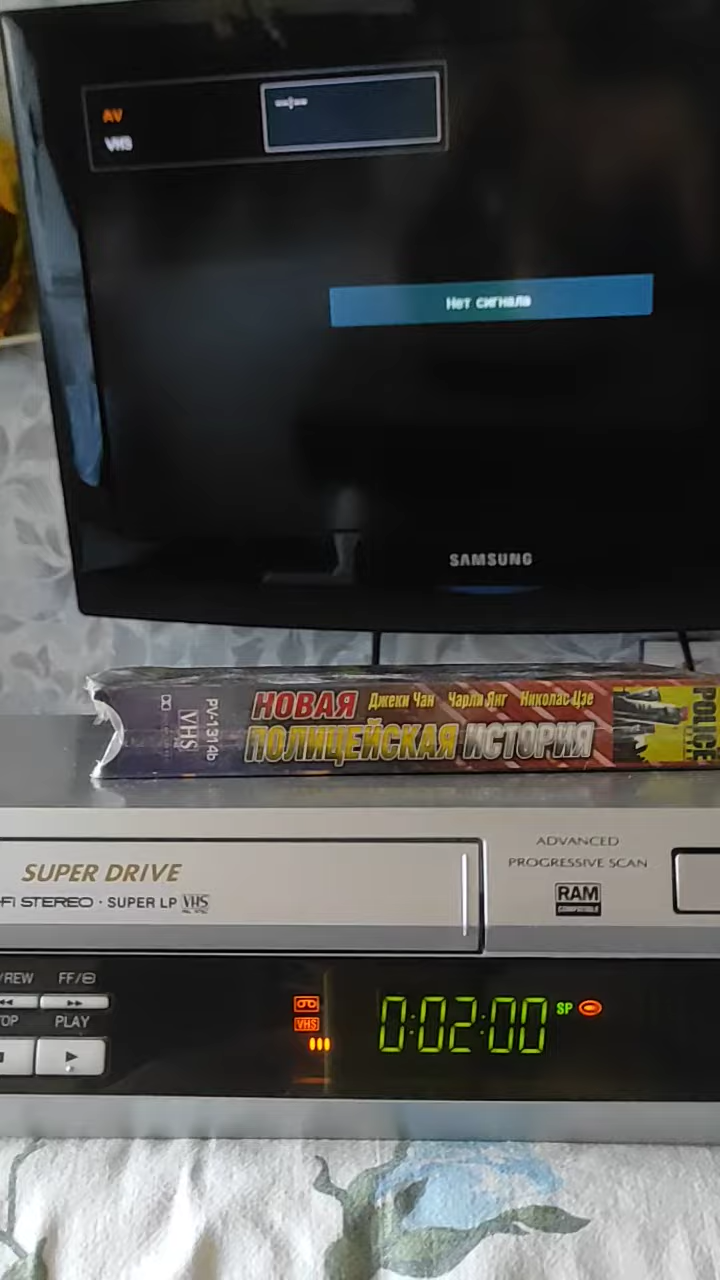 AV
VHS
--:--
Нет сигнала
SAMSUNG
VHS
PV-1314b
НОВАЯ Джеки Чан Чарли Янг Николас Цзе
ПОЛИЦЕЙСКАЯ ИСТОРИЯ
POLICE
SUPER DRIVE
-Fi STEREO · SUPER LP VHS
ADVANCED
PROGRESSIVE SCAN
RAM
/REW FF/
OP PLAY
VHS
0:02:00 SP